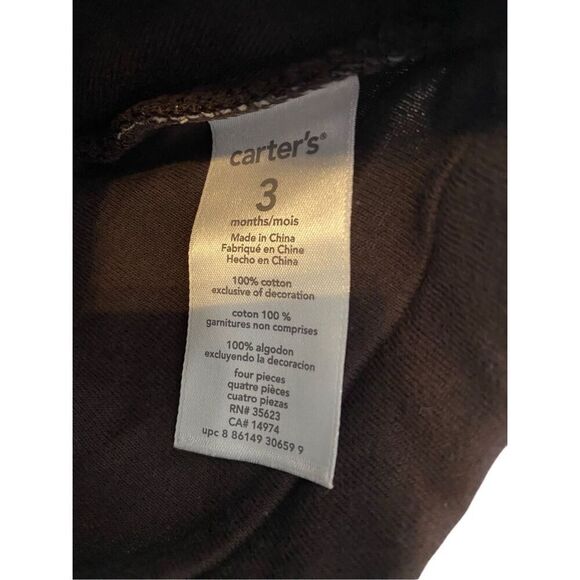 carter's®
3
months/mois
Made in China
Fabriqué en Chine
Hecho en China
100% cotton
exclusive of decoration
coton 100 %
garnitures non comprises
100% algodon
excluyendo la decoracion
four pieces
quatre pièces
cuatro piezas
RN# 35623
CA# 14974
upc 8 86149 30659 9